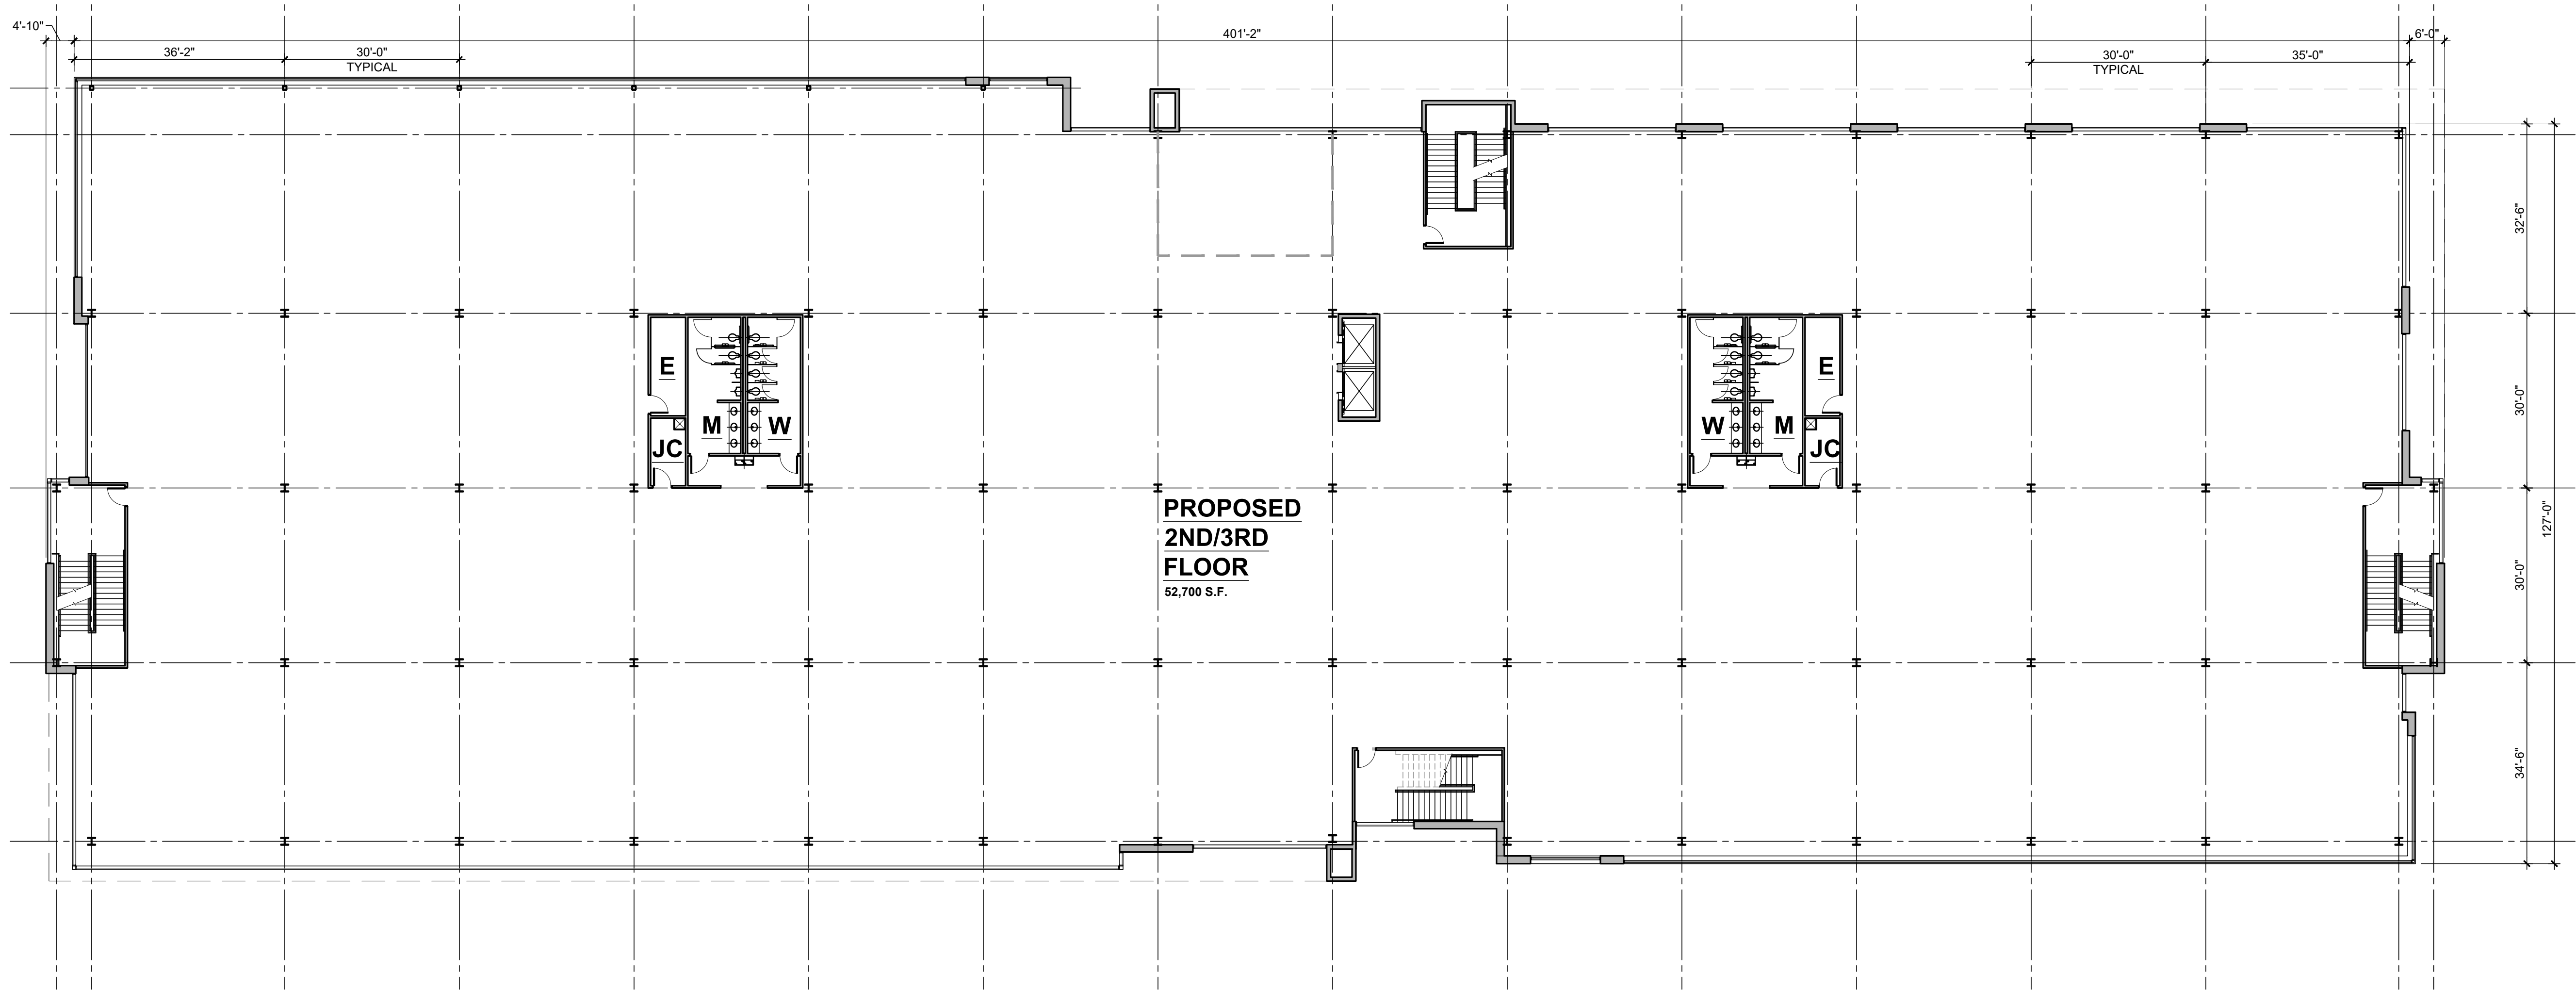 4'-10"
401'-2"
6'-0"
36'-2"
30'-0"
TYPICAL
30'-0"
TYPICAL
35'-0"
32'-6"
30'-0"
127'-0"
30'-0"
34'-6"
E
M
W
JC
W
M
E
JC
PROPOSED
2ND/3RD
FLOOR
52,700 S.F.